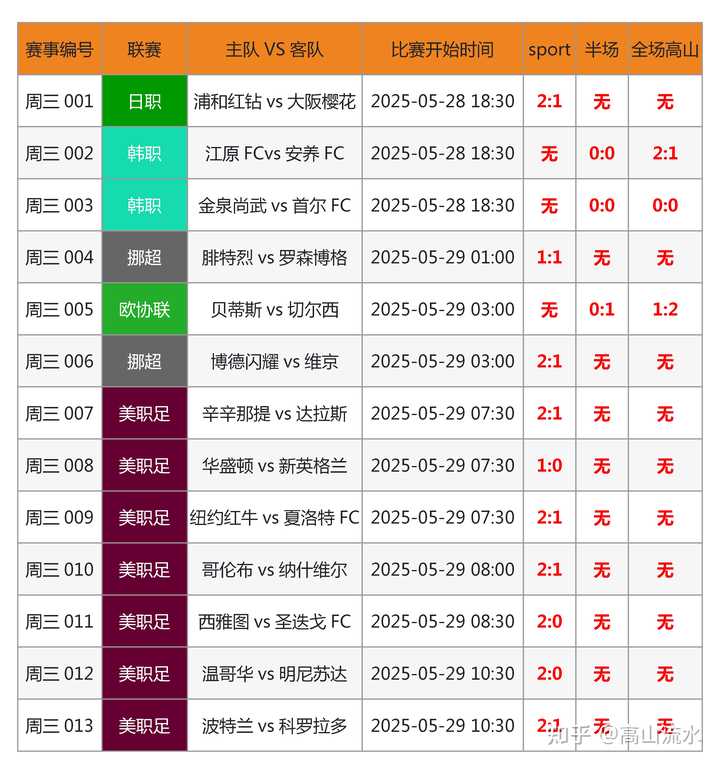 赛事编号 联赛 主队 VS 客队 比赛开始时间 sport 半场 全场高山
周三 001 日职 浦和红钻 vs 大阪樱花 2025-05-28 18:30 2:1 无 无
周三 002 韩职 江原 FCvs 安养 FC 2025-05-28 18:30 无 0:0 2:1
周三 003 韩职 金泉尚武 vs 首尔 FC 2025-05-28 18:30 无 0:0 0:0
周三 004 挪超 腓特烈 vs 罗森博格 2025-05-29 01:00 1:1 无 无
周三 005 欧协联 贝蒂斯 vs 切尔西 2025-05-29 03:00 无 0:1 1:2
周三 006 挪超 博德闪耀 vs 维京 2025-05-29 03:00 2:1 无 无
周三 007 美职足 辛辛那提 vs 达拉斯 2025-05-29 07:30 2:1 无 无
周三 008 美职足 华盛顿 vs 新英格兰 2025-05-29 07:30 1:0 无 无
周三 009 美职足 纽约红牛 vs 夏洛特 FC 2025-05-29 07:30 2:1 无 无
周三 010 美职足 哥伦布 vs 纳什维尔 2025-05-29 08:00 2:1 无 无
周三 011 美职足 西雅图 vs 圣迭戈 FC 2025-05-29 08:30 2:0 无 无
周三 012 美职足 温哥华 vs 明尼苏达 2025-05-29 10:30 2:0 无 无
周三 013 美职足 波特兰 vs 科罗拉多 2025-05-29 10:30 2:1 无 无
知乎 @高山流水